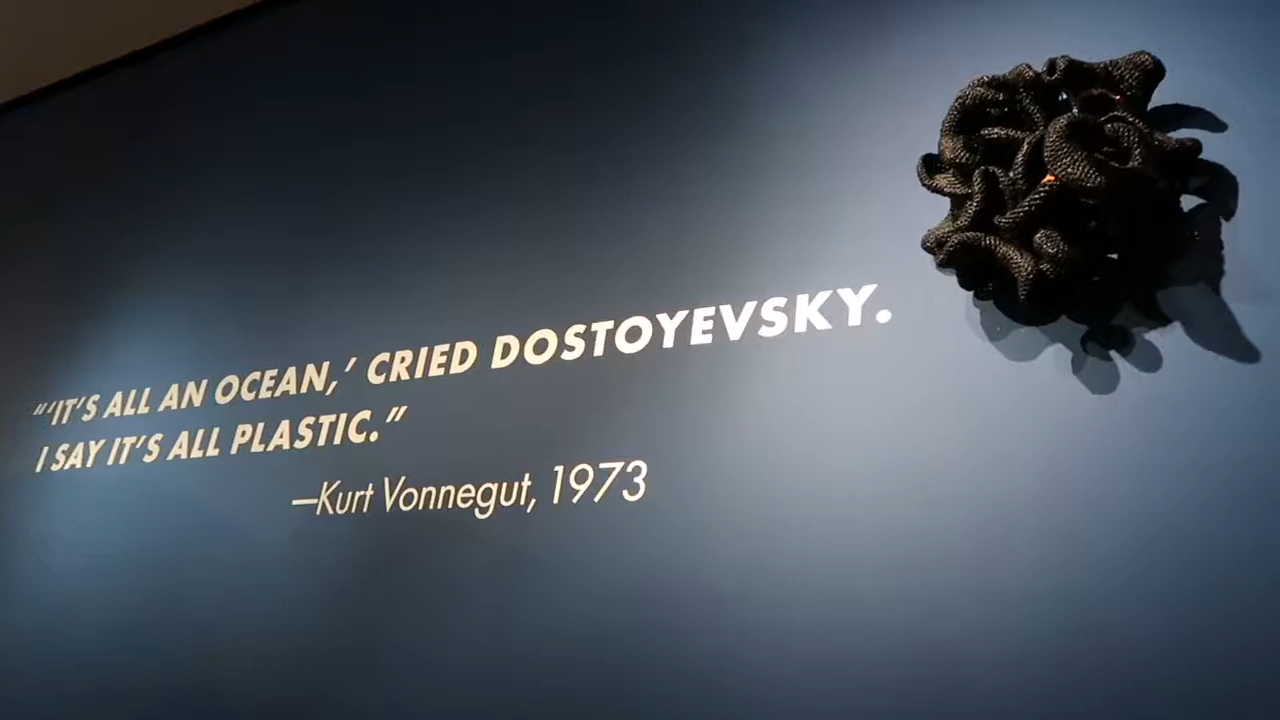 “‘IT’S ALL AN OCEAN,’ CRIED DOSTOYEVSKY.
I SAY IT’S ALL PLASTIC.”
—Kurt Vonnegut, 1973